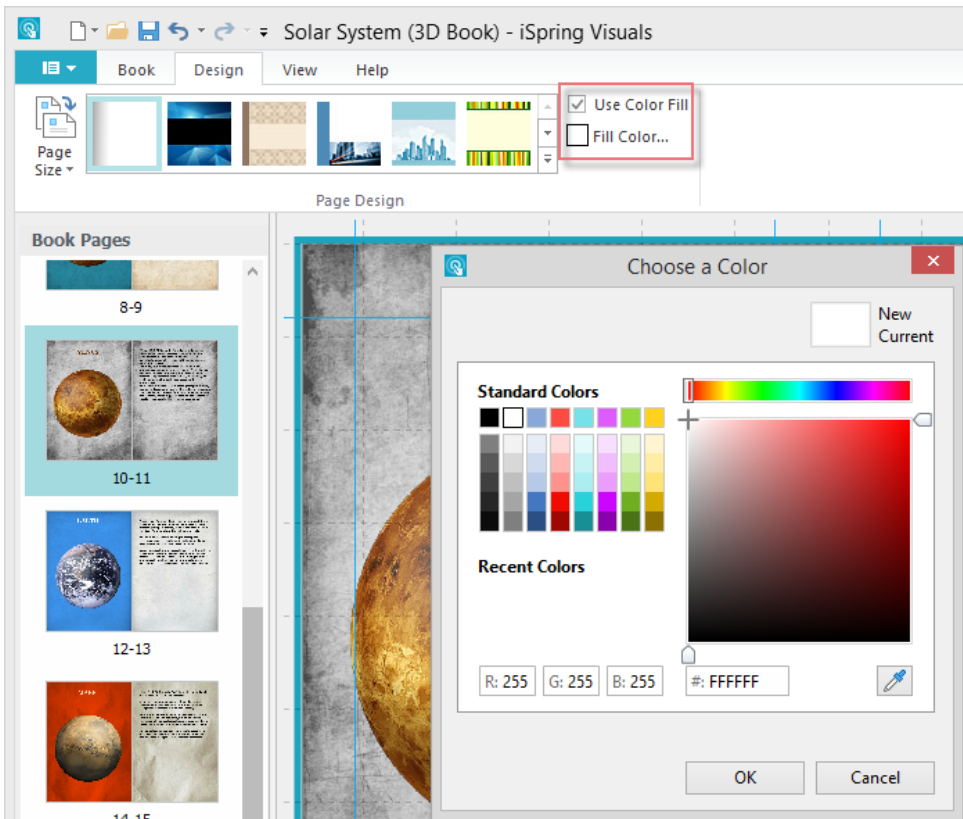 Solar System (3D Book) - iSpring Visuals
Book Design View Help
Page
Size
Use Color Fill
Fill Color...
Page Design
Book Pages
8-9
10-11
EARTH
12-13
MARS
14-15
Choose a Color
New
Current
Standard Colors
Recent Colors
R: 255 G: 255 B: 255 #: FFFFFF
OK Cancel